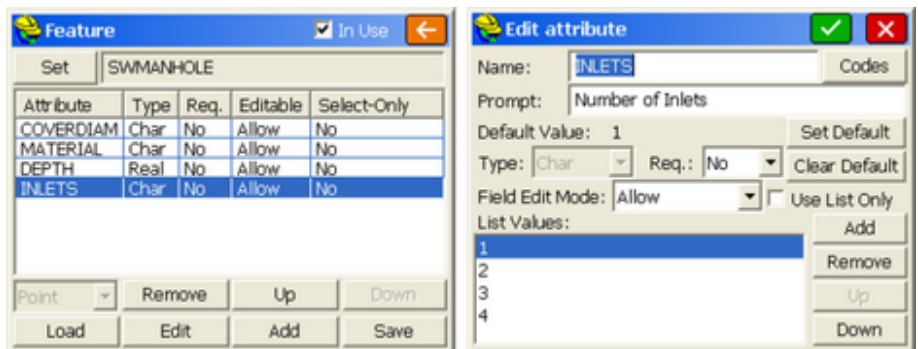 Feature
In Use
Set
SWMANHOLE
Attribute Type Req. Editable Select-Only
COVERDIAM Char No Allow No
MATERIAL Char No Allow No
DEPTH Real No Allow No
INLETS Char No Allow No
Point Remove Up Down
Load Edit Add Save
Edit attribute
Name: INLETS Codes
Prompt: Number of Inlets
Default Value: 1 Set Default
Type: Char Req.: No Clear Default
Field Edit Mode: Allow Use List Only
List Values: Add
1
2 Remove
3 Up
4 Down